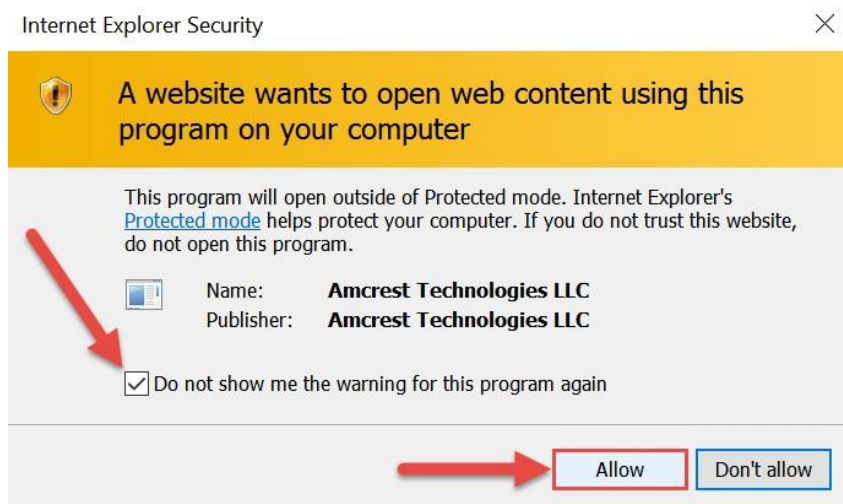 Internet Explorer Security
A website wants to open web content using this
program on your computer
This program will open outside of Protected mode. Internet Explorer's
Protected mode helps protect your computer. If you do not trust this website,
do not open this program.
Name: Amcrest Technologies LLC
Publisher: Amcrest Technologies LLC
Do not show me the warning for this program again
Allow Don't allow